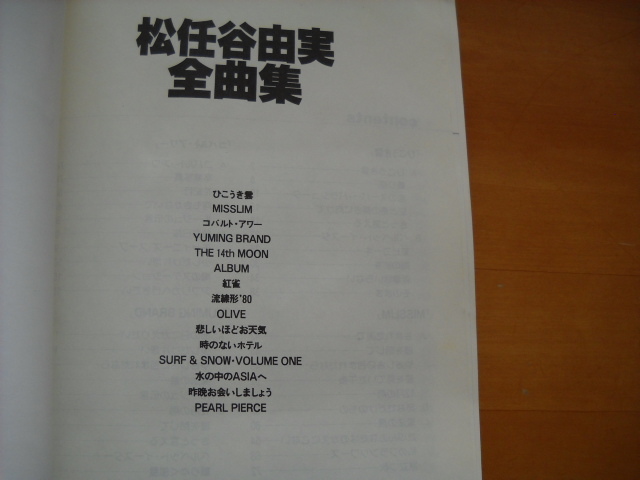 松任谷由実
全曲集
ひこうき雲
MISSLIM
コバルト・アワー
YUMING BRAND
THE 14th MOON
ALBUM
紅雀
流線形'80
OLIVE
悲しいほどお天気
時のないホテル
SURF & SNOW・VOLUME ONE
水の中のASIAへ
昨晩お会いしましょう
PEARL PIERCE